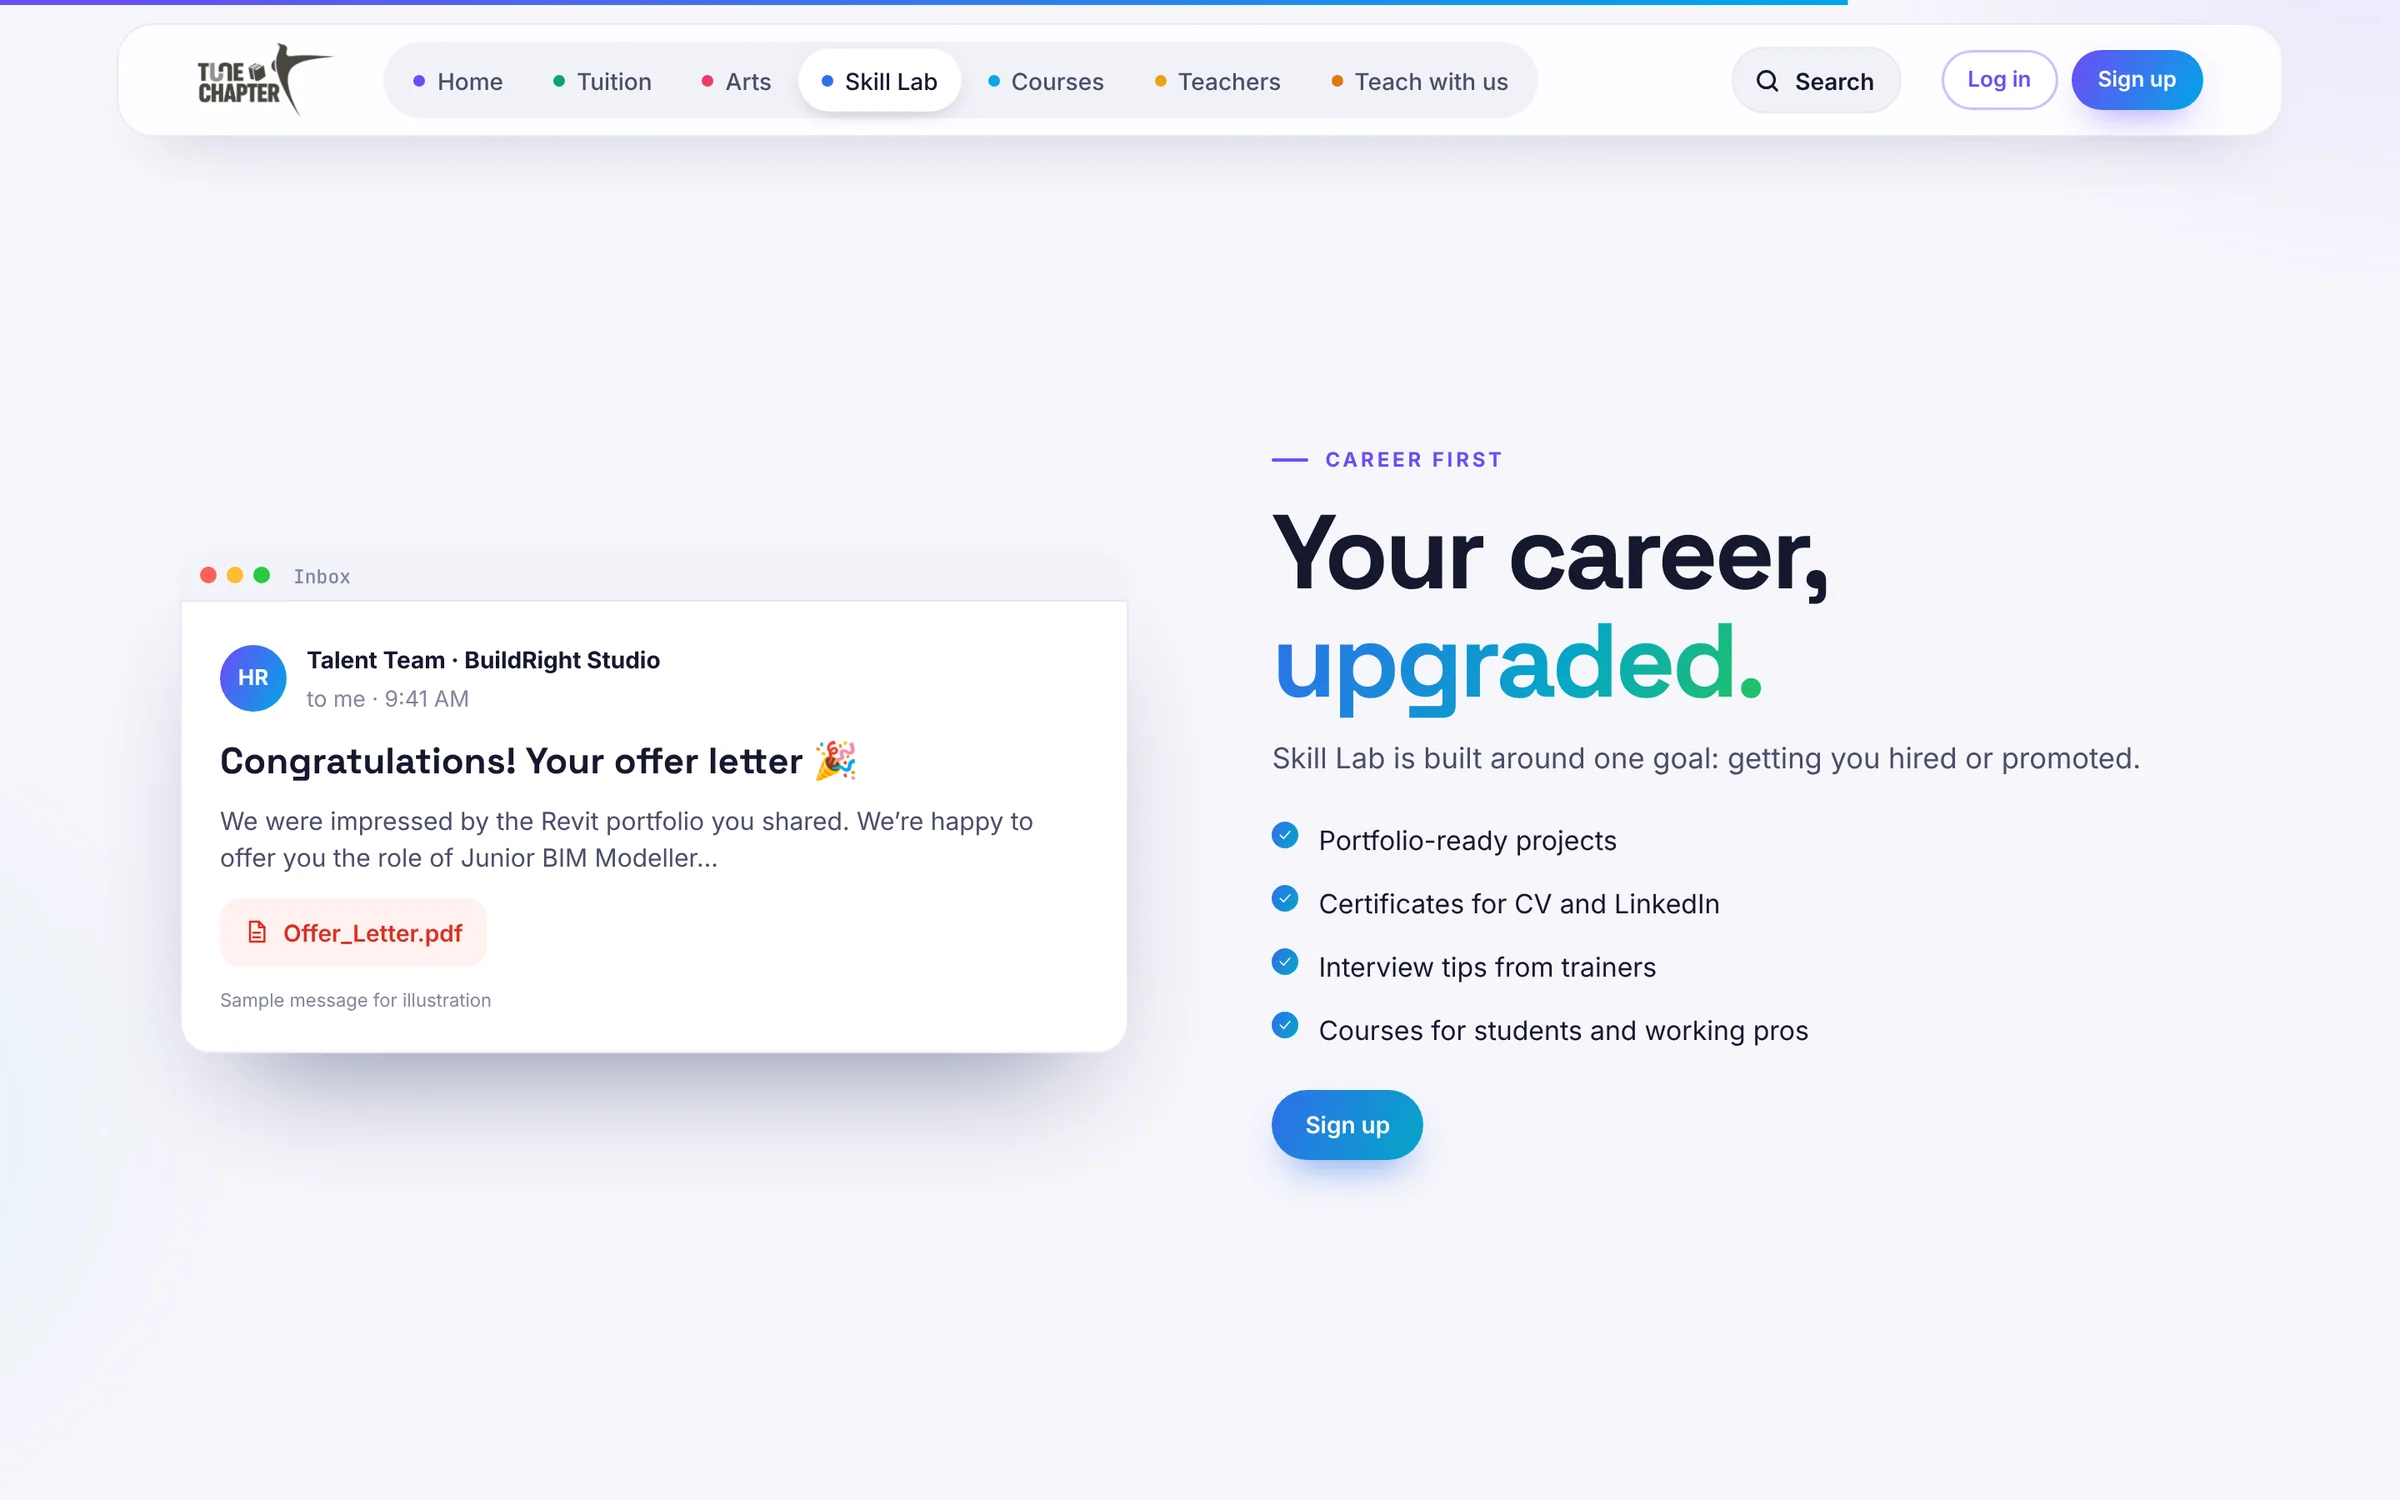 TUNE
CHAPTER
Home
Tuition
Arts
Skill Lab
Courses
Teachers
Teach with us
Search
Log in
Sign up
Inbox
HR
Talent Team · BuildRight Studio
to me · 9:41 AM
Congratulations! Your offer letter 🎉
We were impressed by the Revit portfolio you shared. We’re happy to
offer you the role of Junior BIM Modeller...
Offer_Letter.pdf
Sample message for illustration
CAREER FIRST
Your career,
upgraded.
Skill Lab is built around one goal: getting you hired or promoted.
Portfolio-ready projects
Certificates for CV and LinkedIn
Interview tips from trainers
Courses for students and working pros
Sign up